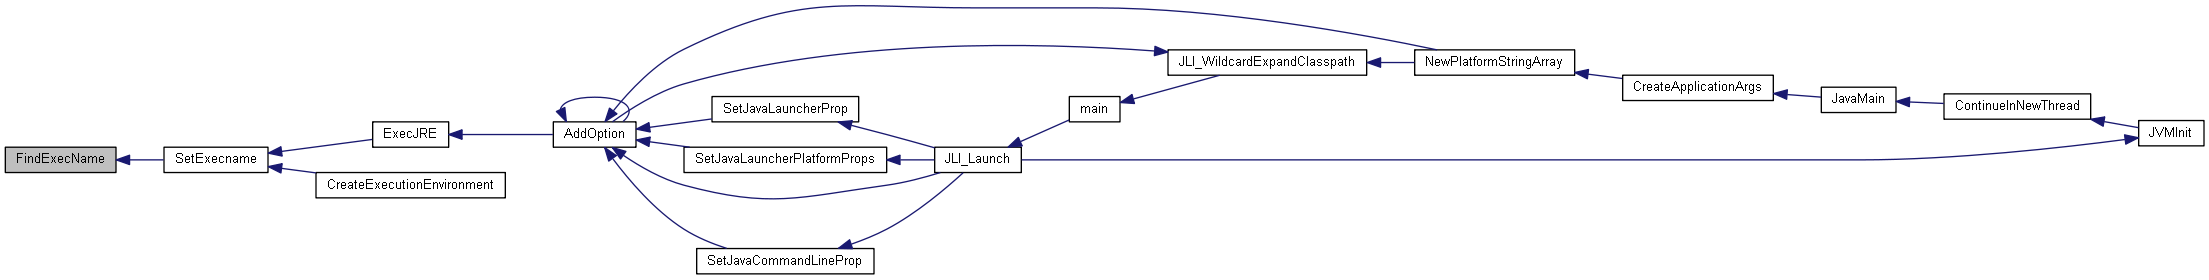 FindExecName
SetExecname
ExecJRE
CreateExecutionEnvironment
AddOption
SetJavaLauncherProp
SetJavaLauncherPlatformProps
SetJavaCommandLineProp
JLI_Launch
main
JLI_WildcardExpandClasspath
NewPlatformStringArray
CreateApplicationArgs
JavaMain
ContinueInNewThread
JVMInit